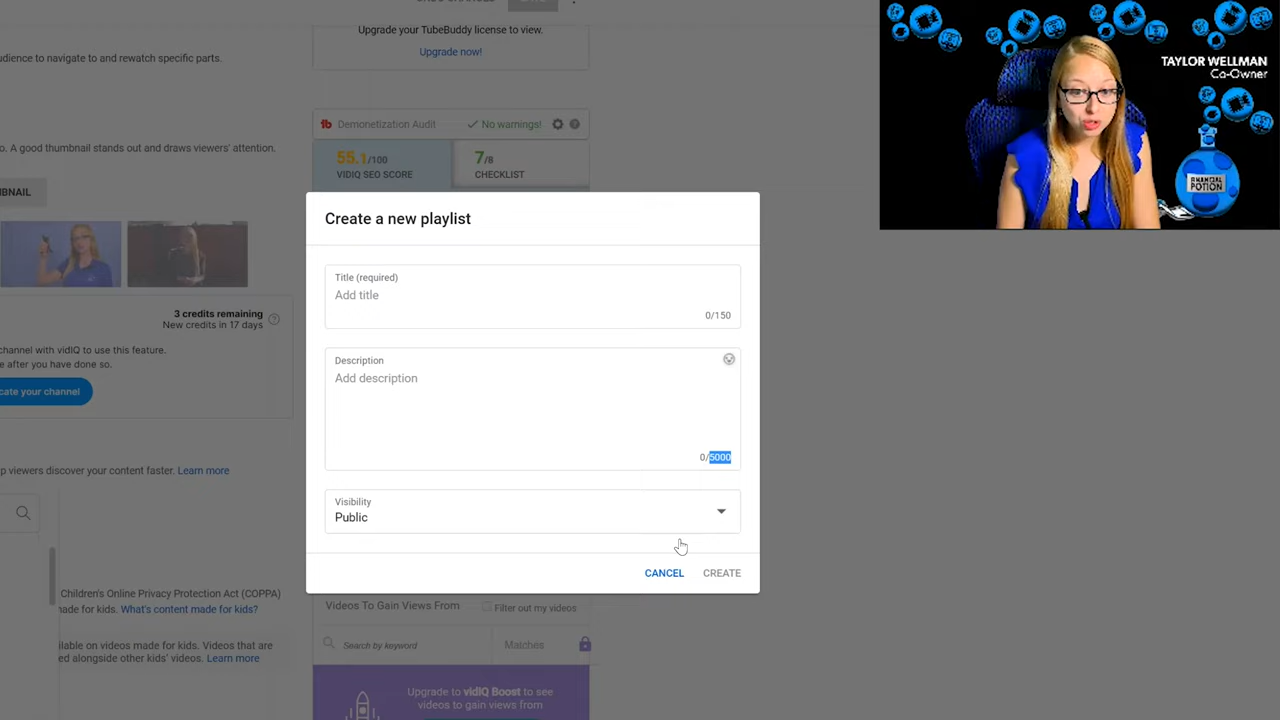 Upgrade your TubeBuddy license to view.
Upgrade now!
udience to navigate to and rewatch specific parts.
TAYLOR WELLMAN
Co-Owner
FINANCIAL
POTION
Demonetization Audit
No warnings!
o. A good thumbnail stands out and draws viewers' attention.
55.1/100
VIDIQ SEO SCORE
7/8
CHECKLIST
BNAIL
Create a new playlist
Title (required)
Add title
0/150
Description
Add description
0/5000
Visibility
Public
CANCEL
CREATE
3 credits remaining
New credits in 17 days
channel with vidIQ to use this feature.
e after you have done so.
cate your channel
p viewers discover your content faster. Learn more
Children's Online Privacy Protection Act (COPPA)
ade for kids. What's content made for kids?
ilable on videos made for kids. Videos that are
ed alongside other kids' videos. Learn more
Videos To Gain Views From
Filter out my videos
Search by keyword
Matches
Upgrade to vidIQ Boost to see
videos to gain views from